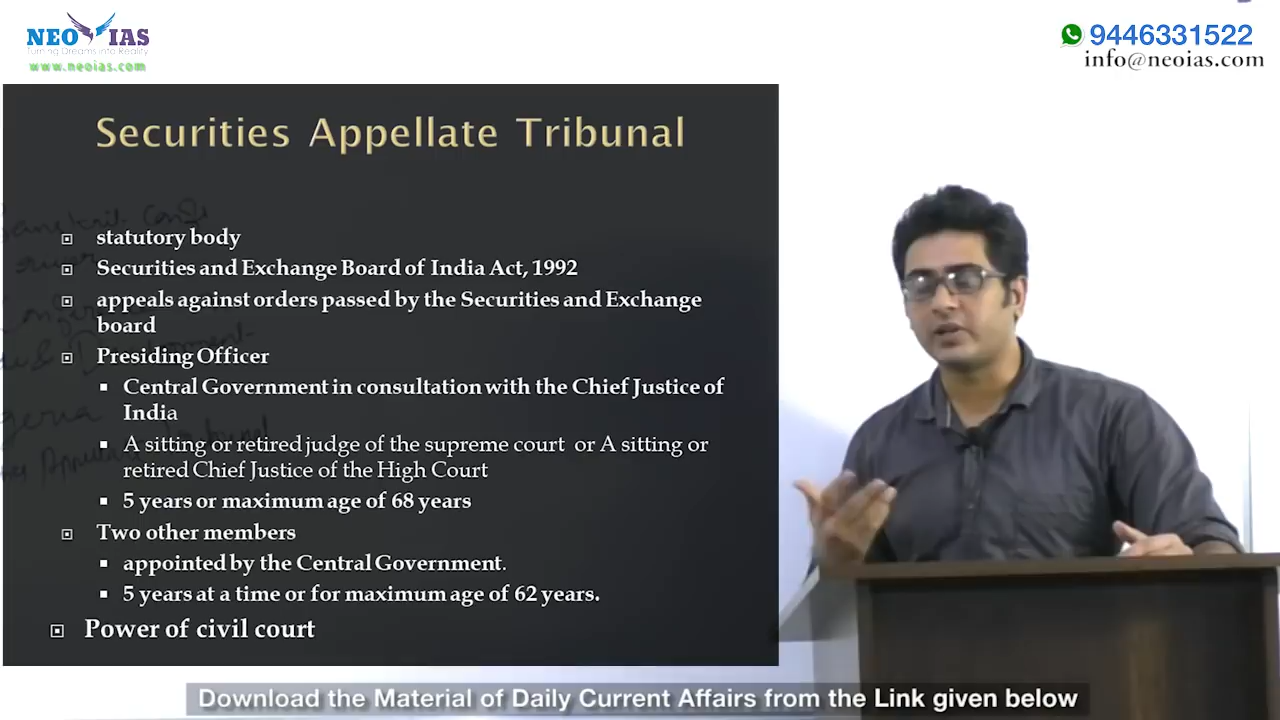 NEO IAS
Turning Dreams into Reality
www.neoias.com
9446331522
info@neoias.com
Securities Appellate Tribunal
statutory body
Securities and Exchange Board of India Act, 1992
appeals against orders passed by the Securities and Exchange
board
Presiding Officer
Central Government in consultation with the Chief Justice of
India
A sitting or retired judge of the supreme court or A sitting or
retired Chief Justice of the High Court
5 years or maximum age of 68 years
Two other members
appointed by the Central Government.
5 years at a time or for maximum age of 62 years.
Power of civil court
Download the Material of Daily Current Affairs from the Link given below